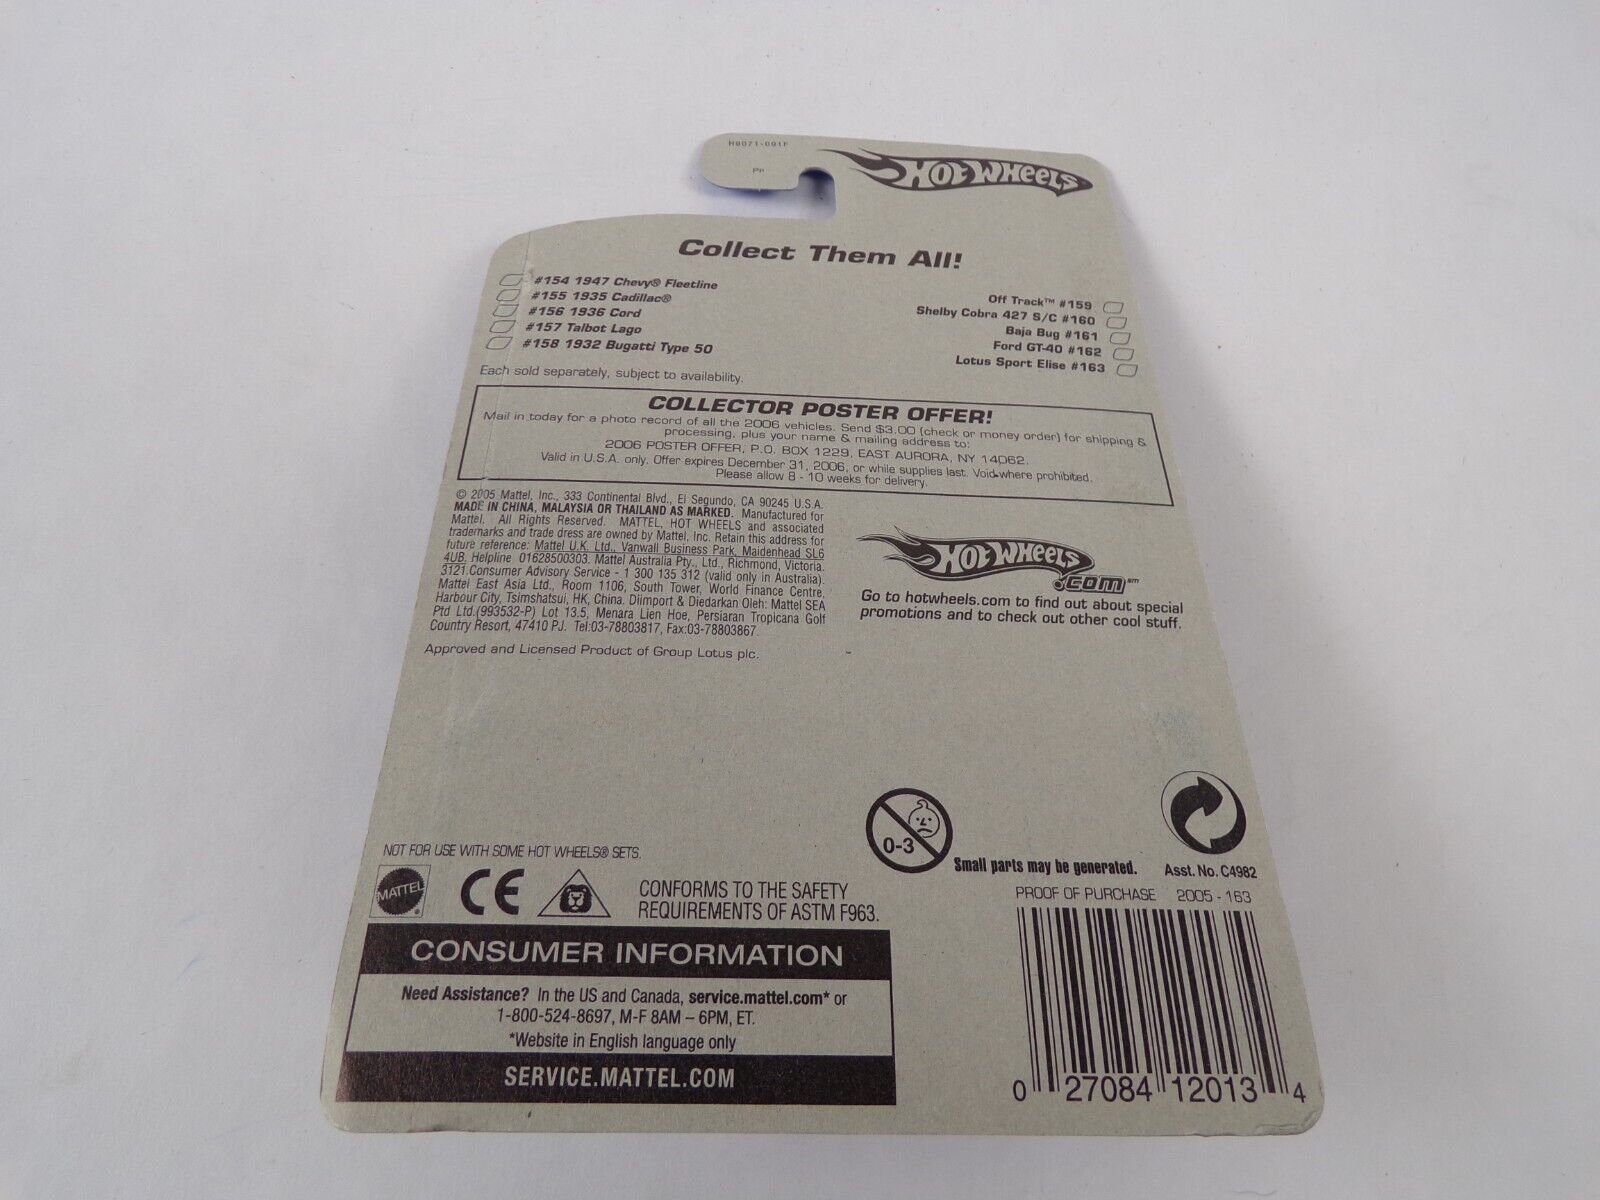 H9071-091F
Pp
HOT WHEELS
Collect Them All!
#154 1947 Chevy® Fleetline
#155 1935 Cadillac®
#156 1936 Cord
#157 Talbot Lago
#158 1932 Bugatti Type 50
Off Track™ #159
Shelby Cobra 427 S/C #160
Baja Bug #161
Ford GT-40 #162
Lotus Sport Elise #163
Each sold separately, subject to availability.
COLLECTOR POSTER OFFER!
Mail in today for a photo record of all the 2006 vehicles. Send $3.00 (check or money order) for shipping &
processing, plus your name & mailing address to:
2006 POSTER OFFER, P.O. BOX 1229, EAST AURORA, NY 14062.
Valid in U.S.A. only. Offer expires December 31, 2006, or while supplies last. Void where prohibited.
Please allow 8 - 10 weeks for delivery.
© 2005 Mattel, Inc., 333 Continental Blvd., El Segundo, CA 90245 U.S.A.
MADE IN CHINA, MALAYSIA OR THAILAND AS MARKED. Manufactured for
Mattel. All Rights Reserved. MATTEL, HOT WHEELS and associated
trademarks and trade dress are owned by Mattel, Inc. Retain this address for
future reference: Mattel U.K. Ltd., Vanwall Business Park, Maidenhead SL6
4UB. Helpline 01628500303. Mattel Australia Pty., Ltd., Richmond, Victoria.
3121.Consumer Advisory Service - 1 300 135 312 (valid only in Australia).
Mattel East Asia Ltd., Room 1106, South Tower, World Finance Centre,
Harbour City, Tsimshatsui, HK, China. Diimport & Diedarkan Oleh: Mattel SEA
Ptd Ltd.(993532-P) Lot 13.5, Menara Lien Hoe, Persiaran Tropicana Golf
Country Resort, 47410 PJ. Tel:03-78803817, Fax:03-78803867.
Approved and Licensed Product of Group Lotus plc.
HOT WHEELS
.COM℠
Go to hotwheels.com to find out about special
promotions and to check out other cool stuff.
0-3
Small parts may be generated.
Asst. No. C4982
PROOF OF PURCHASE 2005 - 163
NOT FOR USE WITH SOME HOT WHEELS® SETS.
MATTEL®
CE
CONFORMS TO THE SAFETY
REQUIREMENTS OF ASTM F963.
CONSUMER INFORMATION
Need Assistance? In the US and Canada, service.mattel.com* or
1-800-524-8697, M-F 8AM – 6PM, ET.
*Website in English language only
SERVICE.MATTEL.COM
0 27084 12013 4